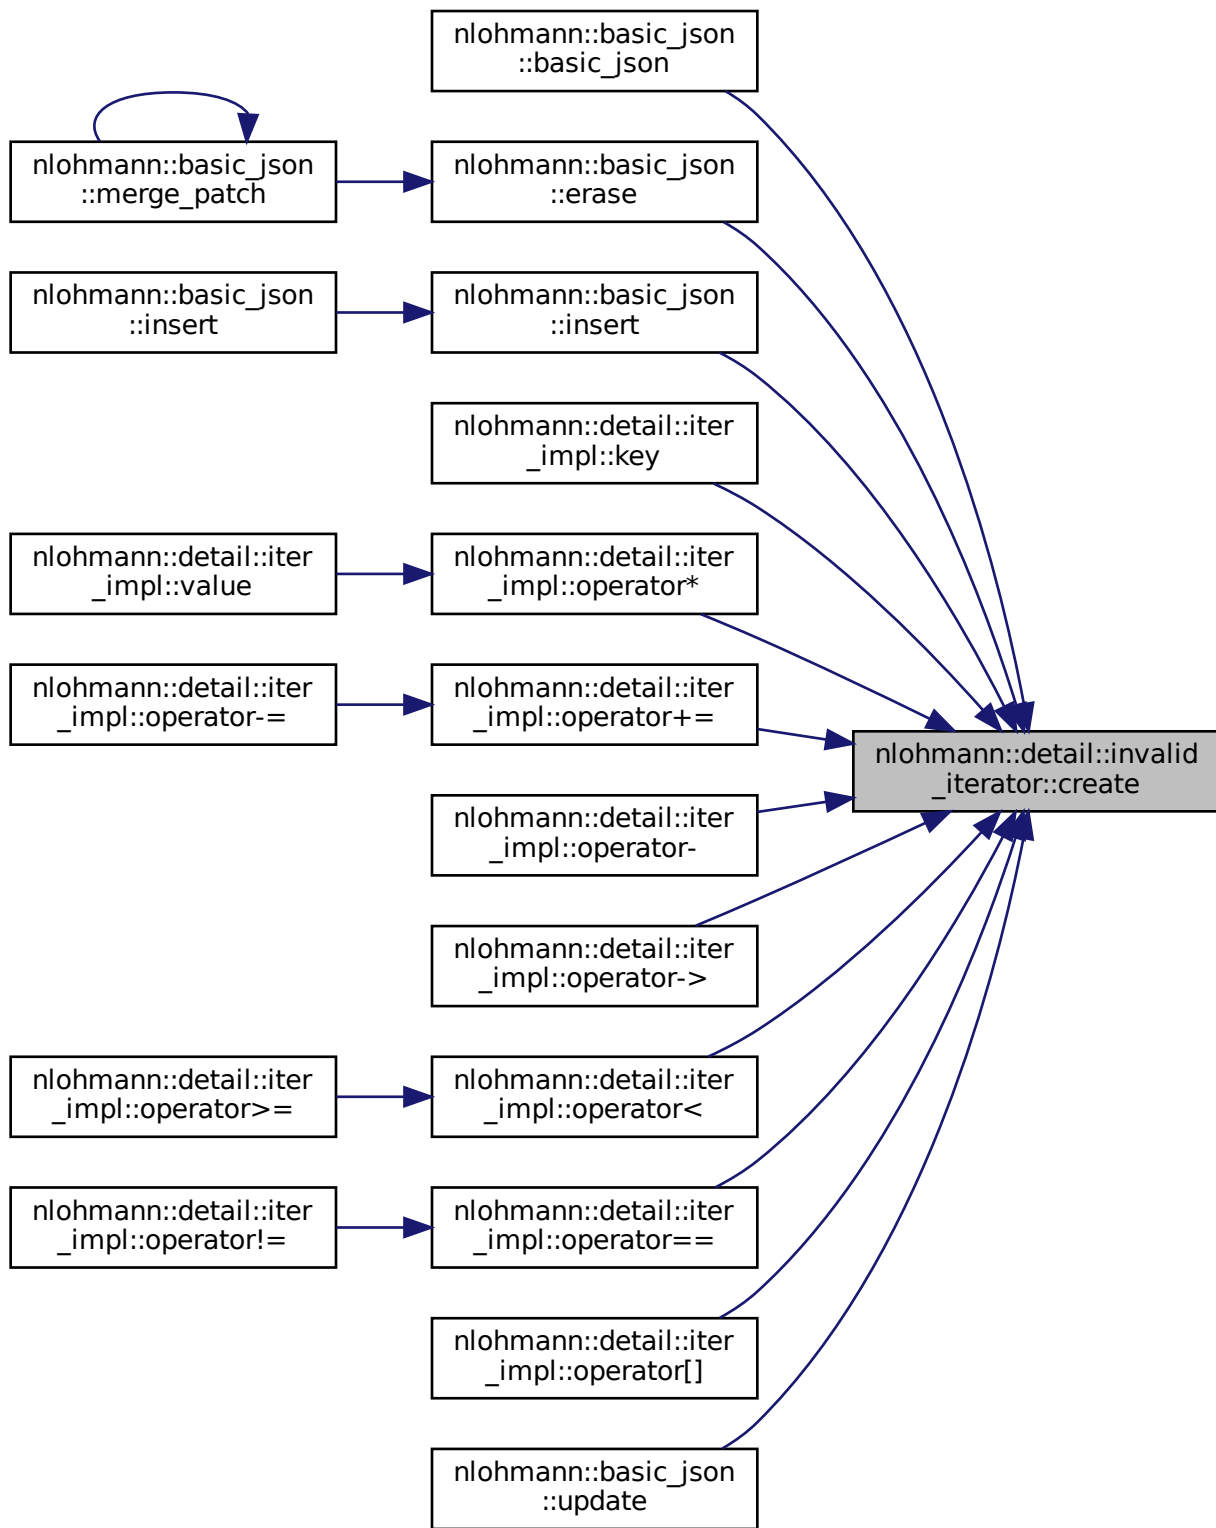 nlohmann::basic_json
::basic_json
nlohmann::basic_json
::merge_patch
nlohmann::basic_json
::erase
nlohmann::basic_json
::insert
nlohmann::basic_json
::insert
nlohmann::detail::iter
_impl::key
nlohmann::detail::iter
_impl::value
nlohmann::detail::iter
_impl::operator*
nlohmann::detail::iter
_impl::operator-=
nlohmann::detail::iter
_impl::operator+=
nlohmann::detail::invalid
_iterator::create
nlohmann::detail::iter
_impl::operator-
nlohmann::detail::iter
_impl::operator->
nlohmann::detail::iter
_impl::operator>=
nlohmann::detail::iter
_impl::operator<
nlohmann::detail::iter
_impl::operator!=
nlohmann::detail::iter
_impl::operator==
nlohmann::detail::iter
_impl::operator[]
nlohmann::basic_json
::update